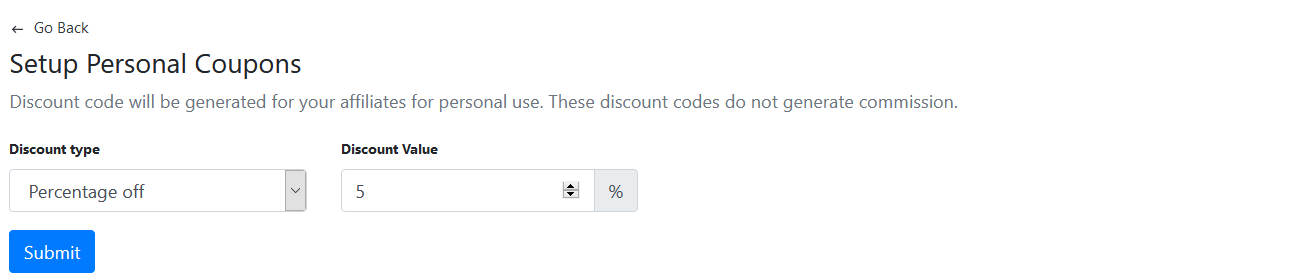 ← Go Back
Setup Personal Coupons
Discount code will be generated for your affiliates for personal use. These discount codes do not generate commission.
Discount type Discount Value
Percentage off 5 %
Submit